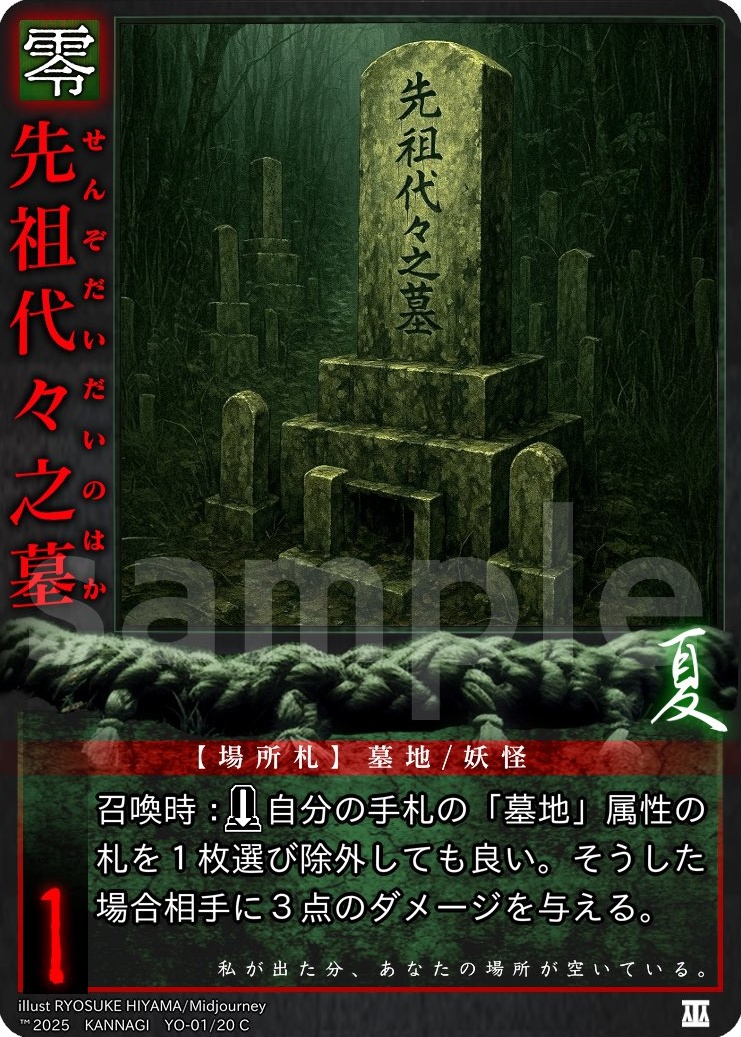 零
先祖代々之墓
せんぞだいだいのはか
先祖代々之墓
sample
夏
【場所札】墓地/妖怪
召喚時：自分の手札の「墓地」属性の
札を１枚選び除外しても良い。そうした
場合相手に３点のダメージを与える。
1
私が出た分、あなたの場所が空いている。
illust RYOSUKE HIYAMA/Midjourney
™2025 KANNAGI YO-01/20 C